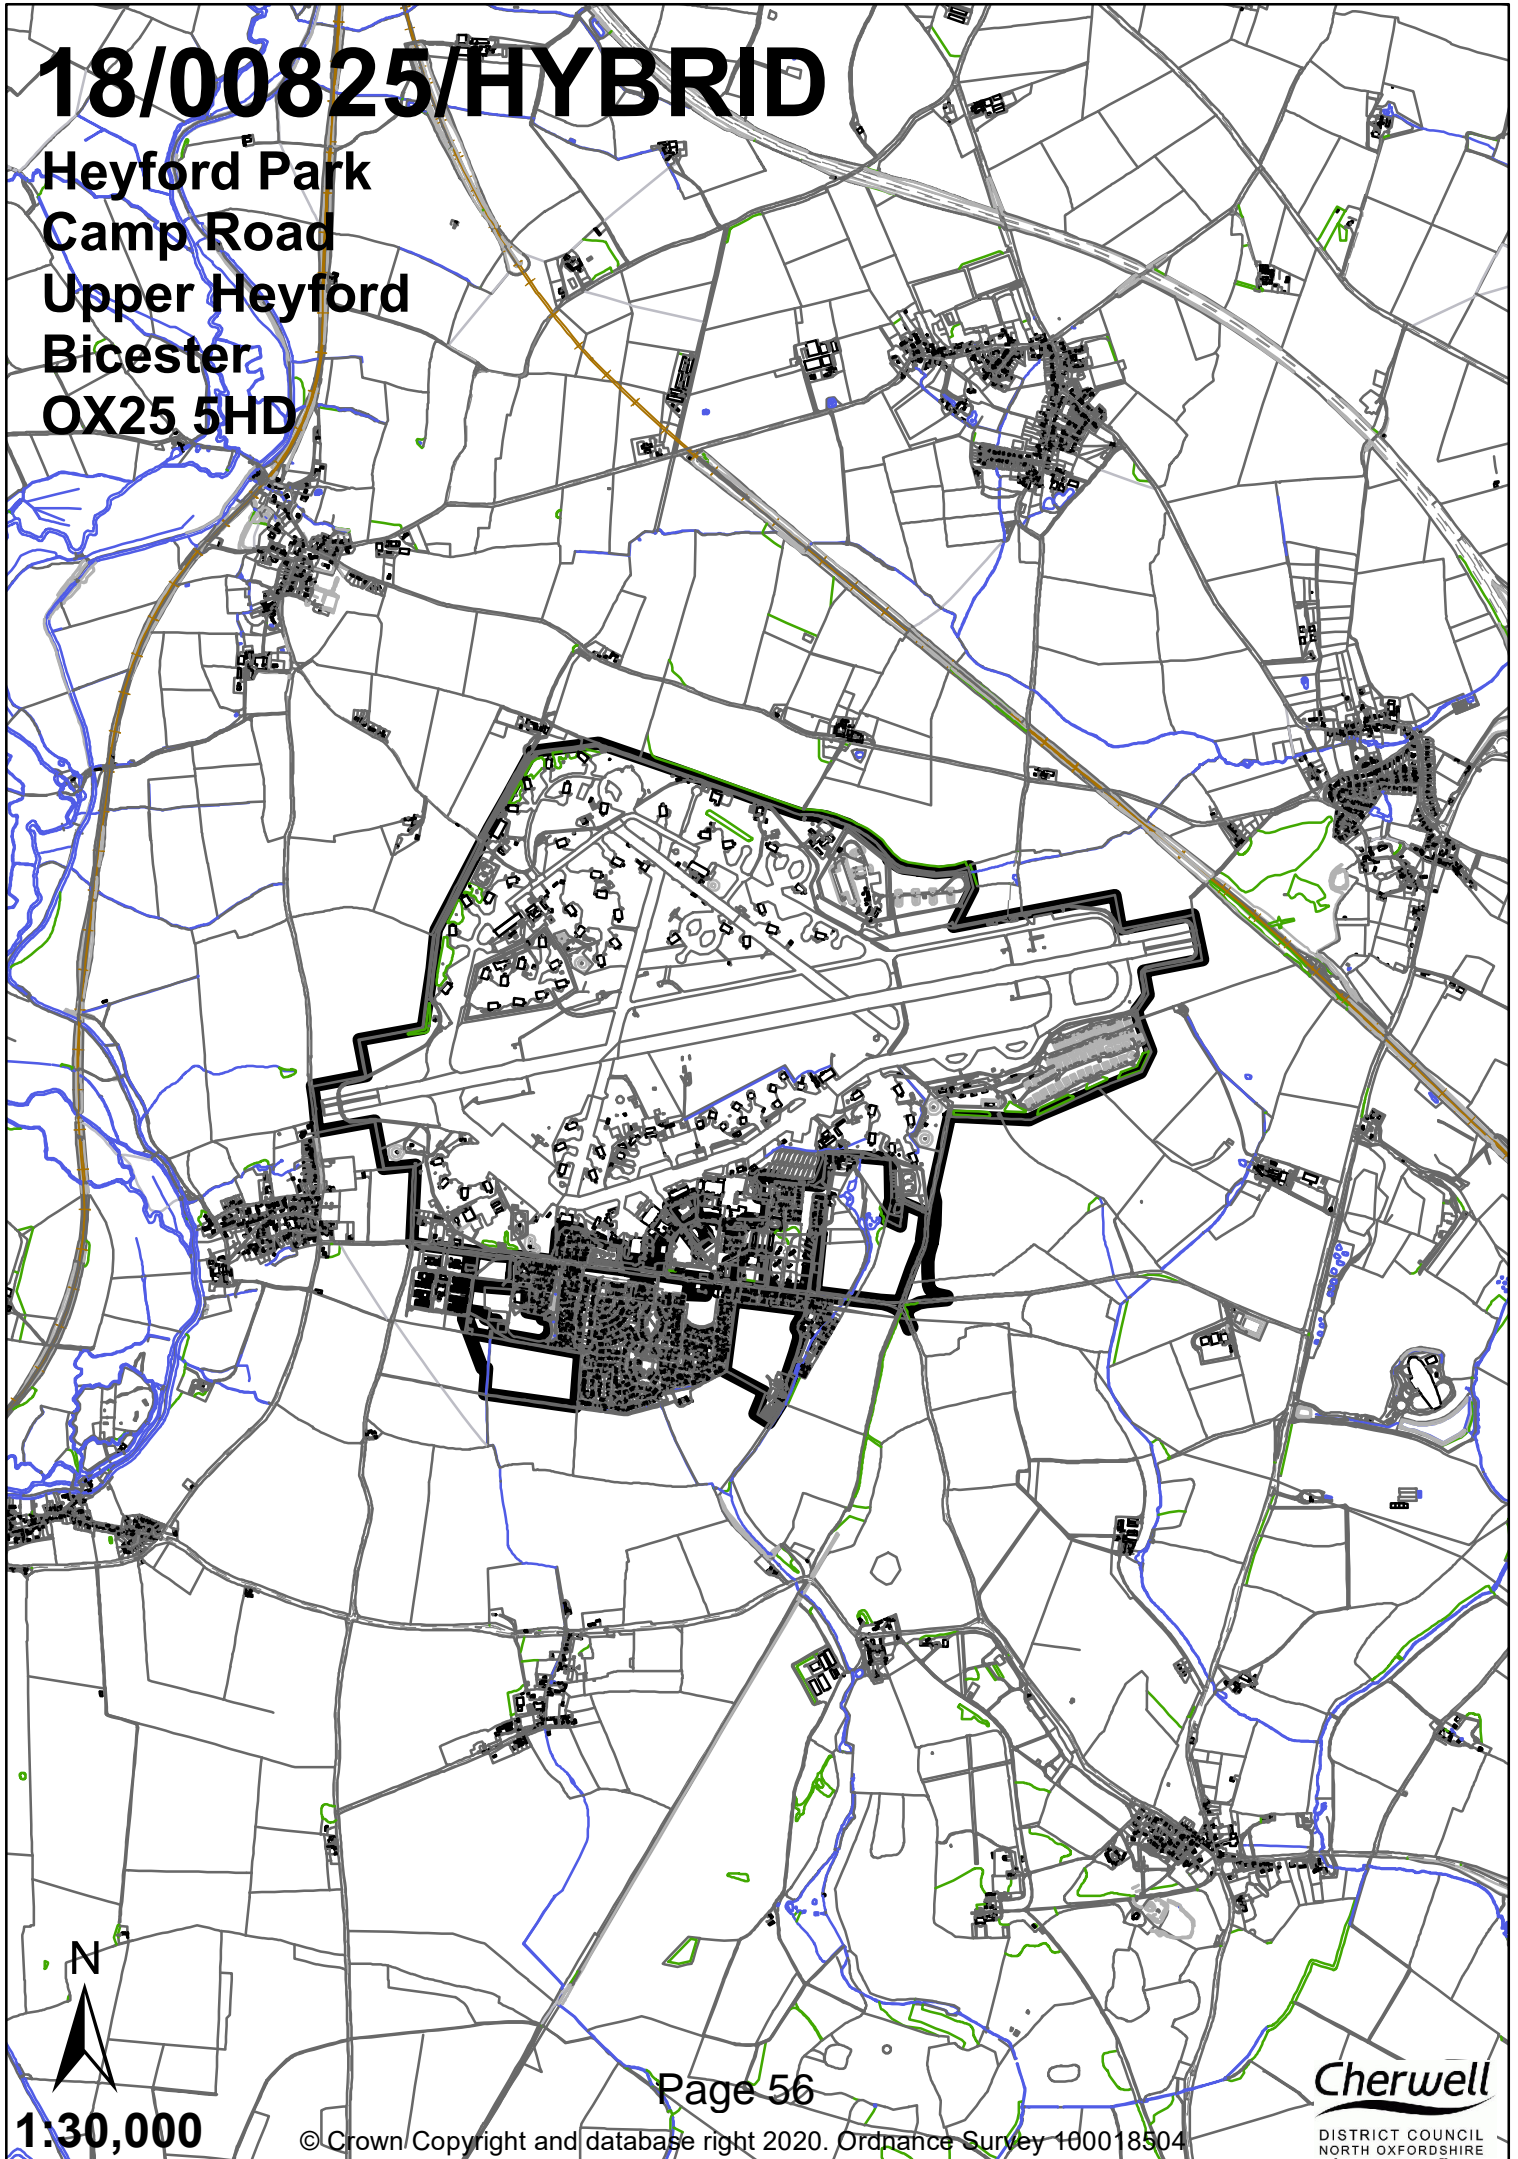 18/00825/HYBRID
Heyford Park
Camp Road
Upper Heyford
Bicester
OX25 5HD
N
1:30,000
Page 56
© Crown Copyright and database right 2020. Ordnance Survey 100018504
Cherwell
DISTRICT COUNCIL
NORTH OXFORDSHIRE